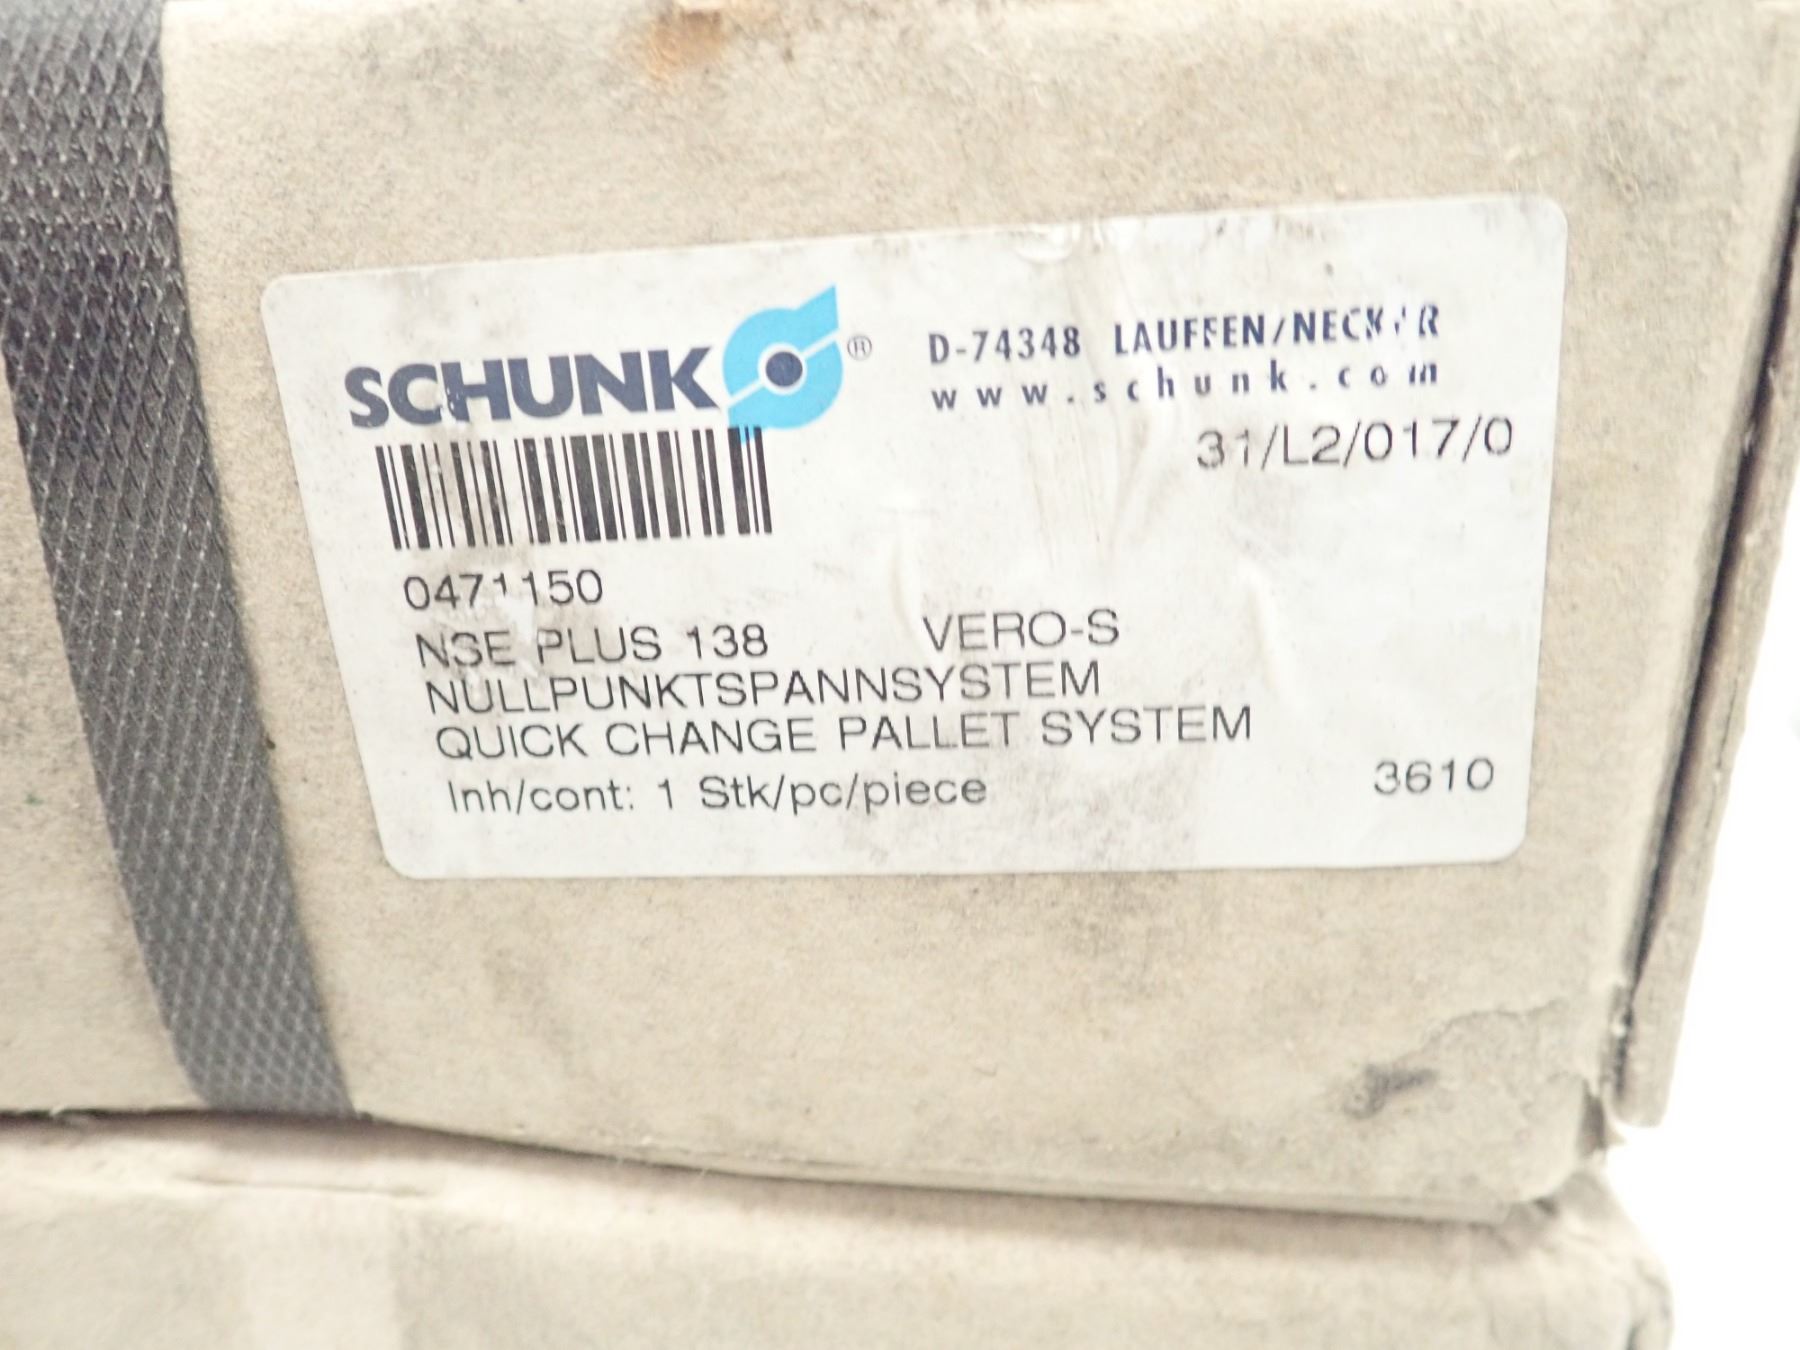 SCHUNK ®
D-74348 LAUFFEN/NECKAR
www.schunk.com
31/L2/017/0
0471150
NSE PLUS 138 VERO-S
NULLPUNKTSPANNSYSTEM
QUICK CHANGE PALLET SYSTEM
Inh/cont: 1 Stk/pc/piece 3610